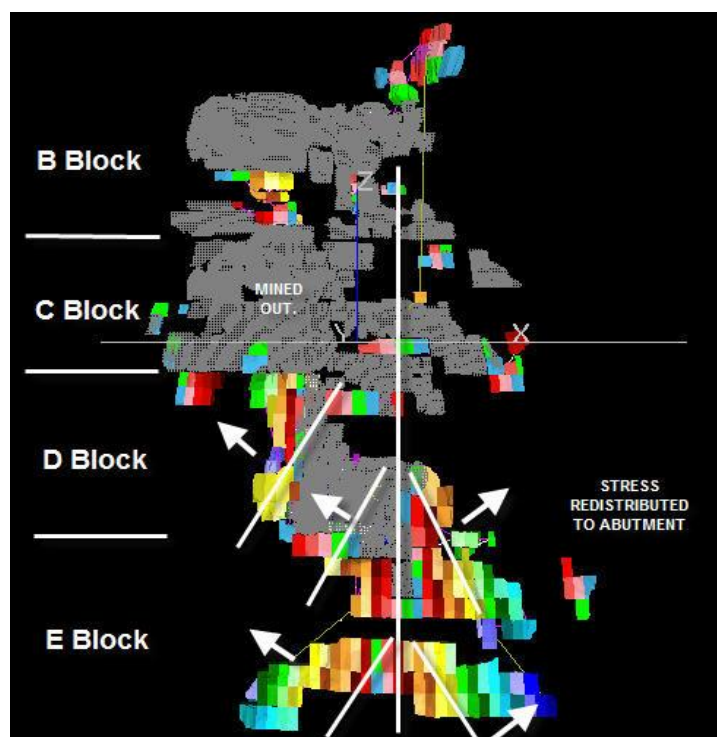 B Block
Z
MINED
OUT.
C Block
Y
X
D Block
STRESS
REDISTRIBUTED
TO ABUTMENT
E Block